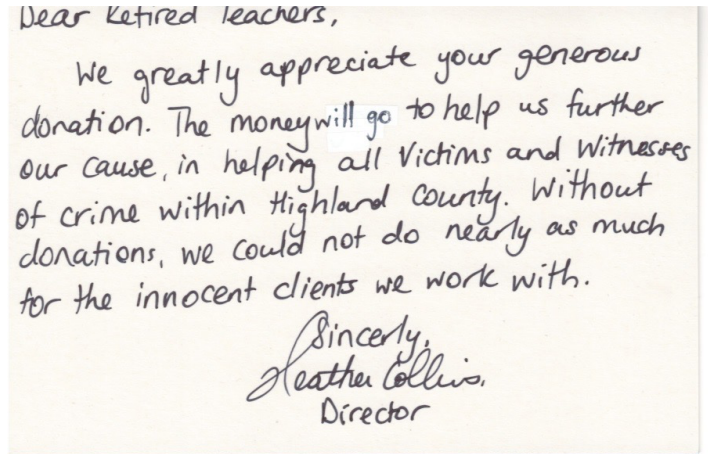 Dear Retired Teachers,
We greatly appreciate your generous
donation. The money will go to help us further
our cause, in helping all Victims and Witnesses
of crime within Highland County. Without
donations, we could not do nearly as much
for the innocent clients we work with.
Sincerly,
Heather Collins.
Director